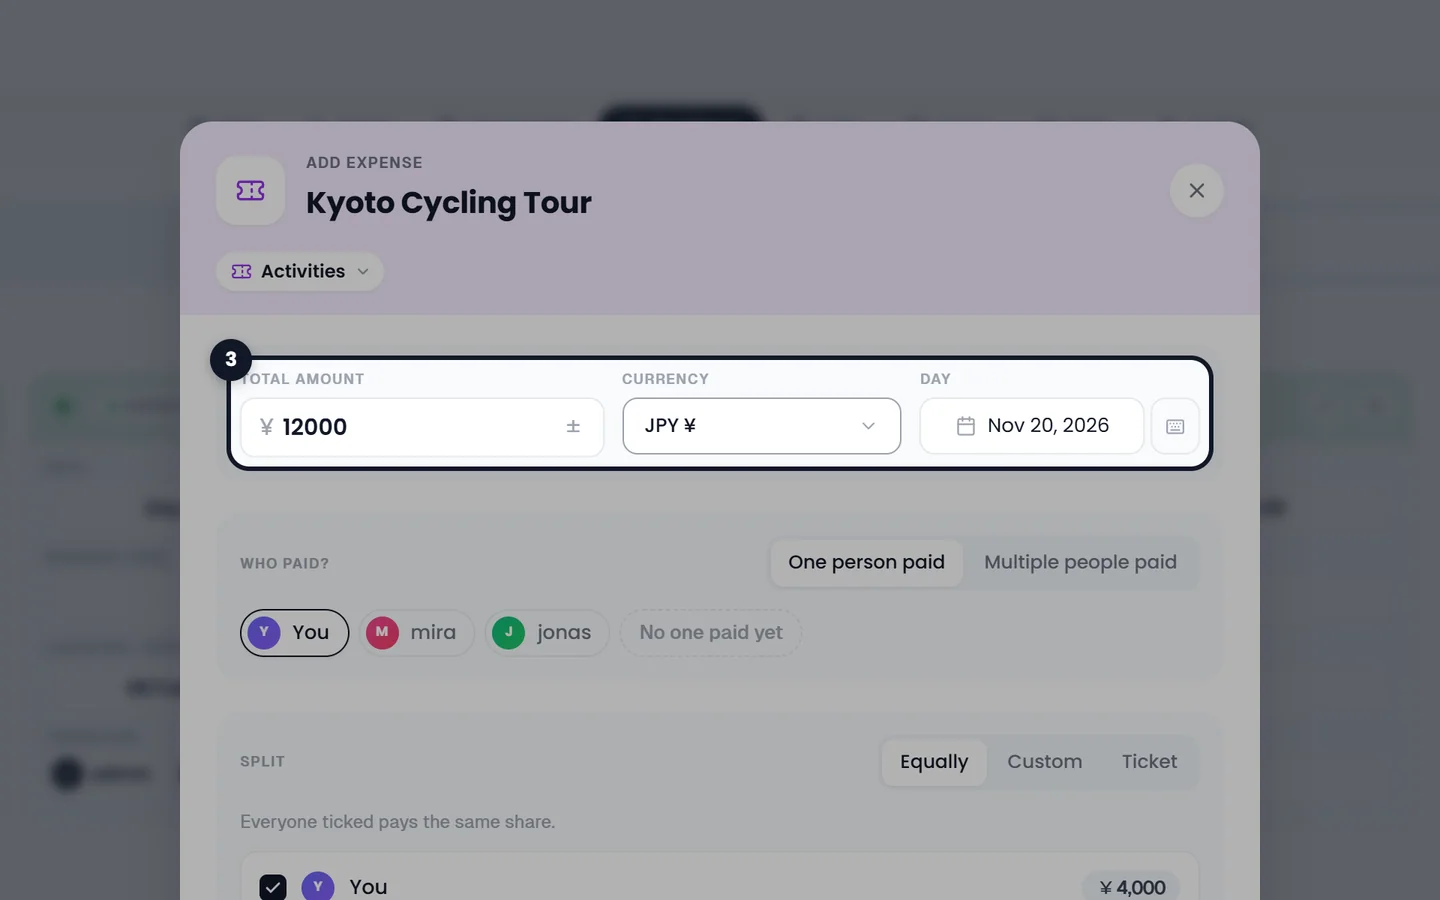 ADD EXPENSE
Kyoto Cycling Tour
Activities
3
TOTAL AMOUNT
CURRENCY
DAY
¥ 12000 ±
JPY ¥
Nov 20, 2026
WHO PAID?
One person paid
Multiple people paid
Y You
M mira
J jonas
No one paid yet
SPLIT
Equally
Custom
Ticket
Everyone ticked pays the same share.
Y You
¥ 4,000